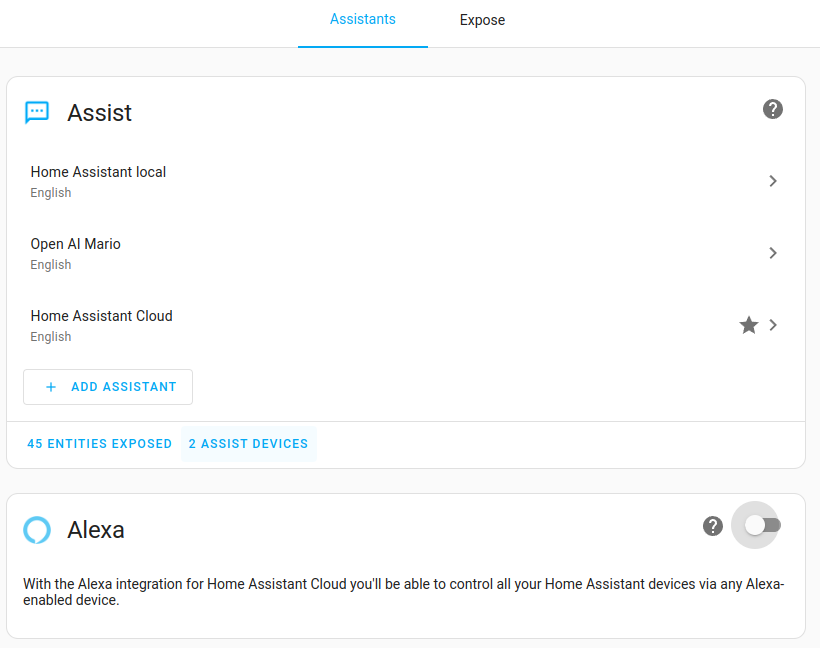 Assistants Expose
Assist
Home Assistant local
English
Open AI Mario
English
Home Assistant Cloud
English
+ ADD ASSISTANT
45 ENTITIES EXPOSED 2 ASSIST DEVICES
Alexa
With the Alexa integration for Home Assistant Cloud you'll be able to control all your Home Assistant devices via any Alexa-
enabled device.